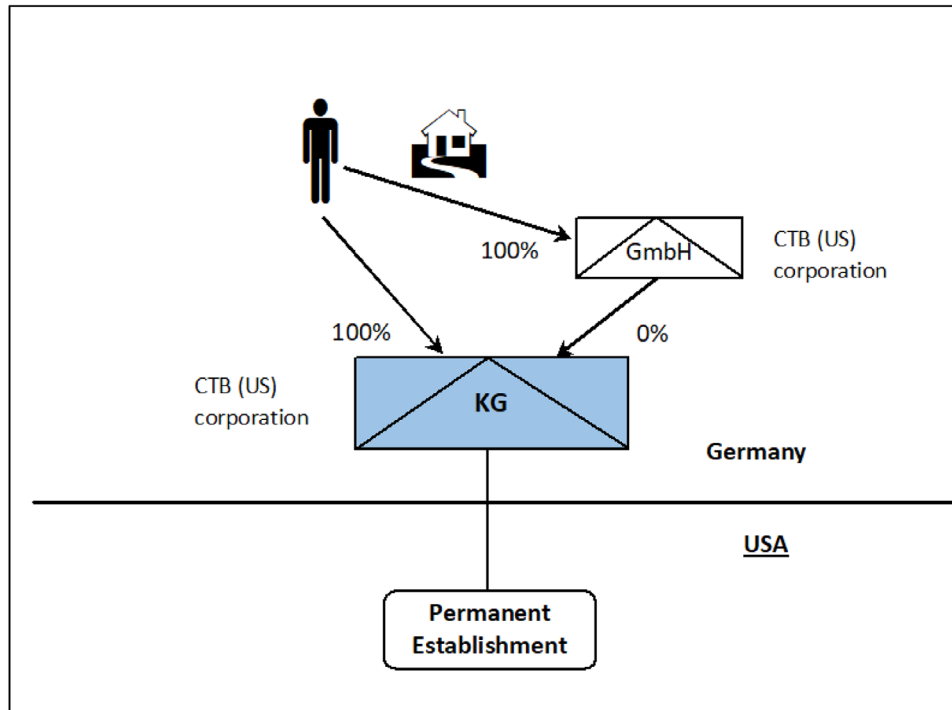 100%
GmbH
CTB (US)
corporation
100%
0%
CTB (US)
corporation
KG
Germany
USA
Permanent
Establishment